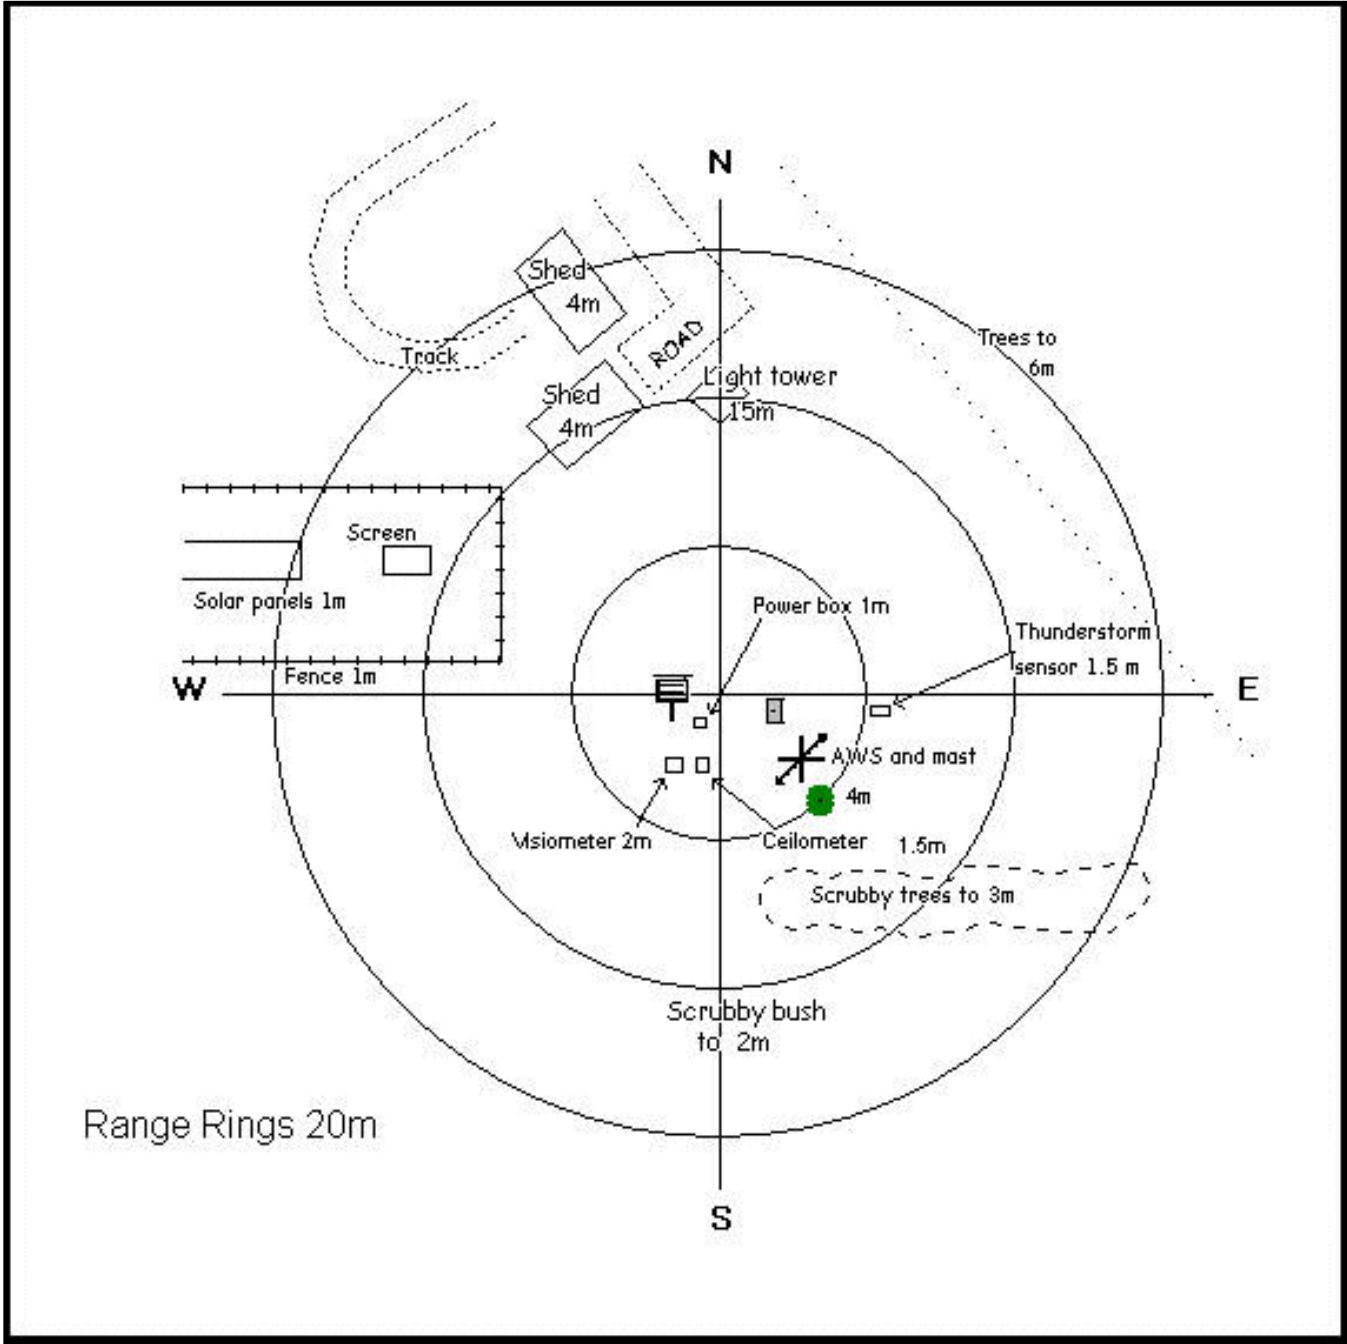 N
Shed
4m
ROAD
Trees to
6m
Track
Light tower
15m
Shed
4m
Screen
Solar panels 1m
Power box 1m
Thunderstorm
sensor 1.5 m
Fence 1m
W
E
AWS and mast
4m
Visiometer 2m
Ceilometer
1.5m
Scrubby trees to 3m
Scrubby bush
to 2m
Range Rings 20m
S